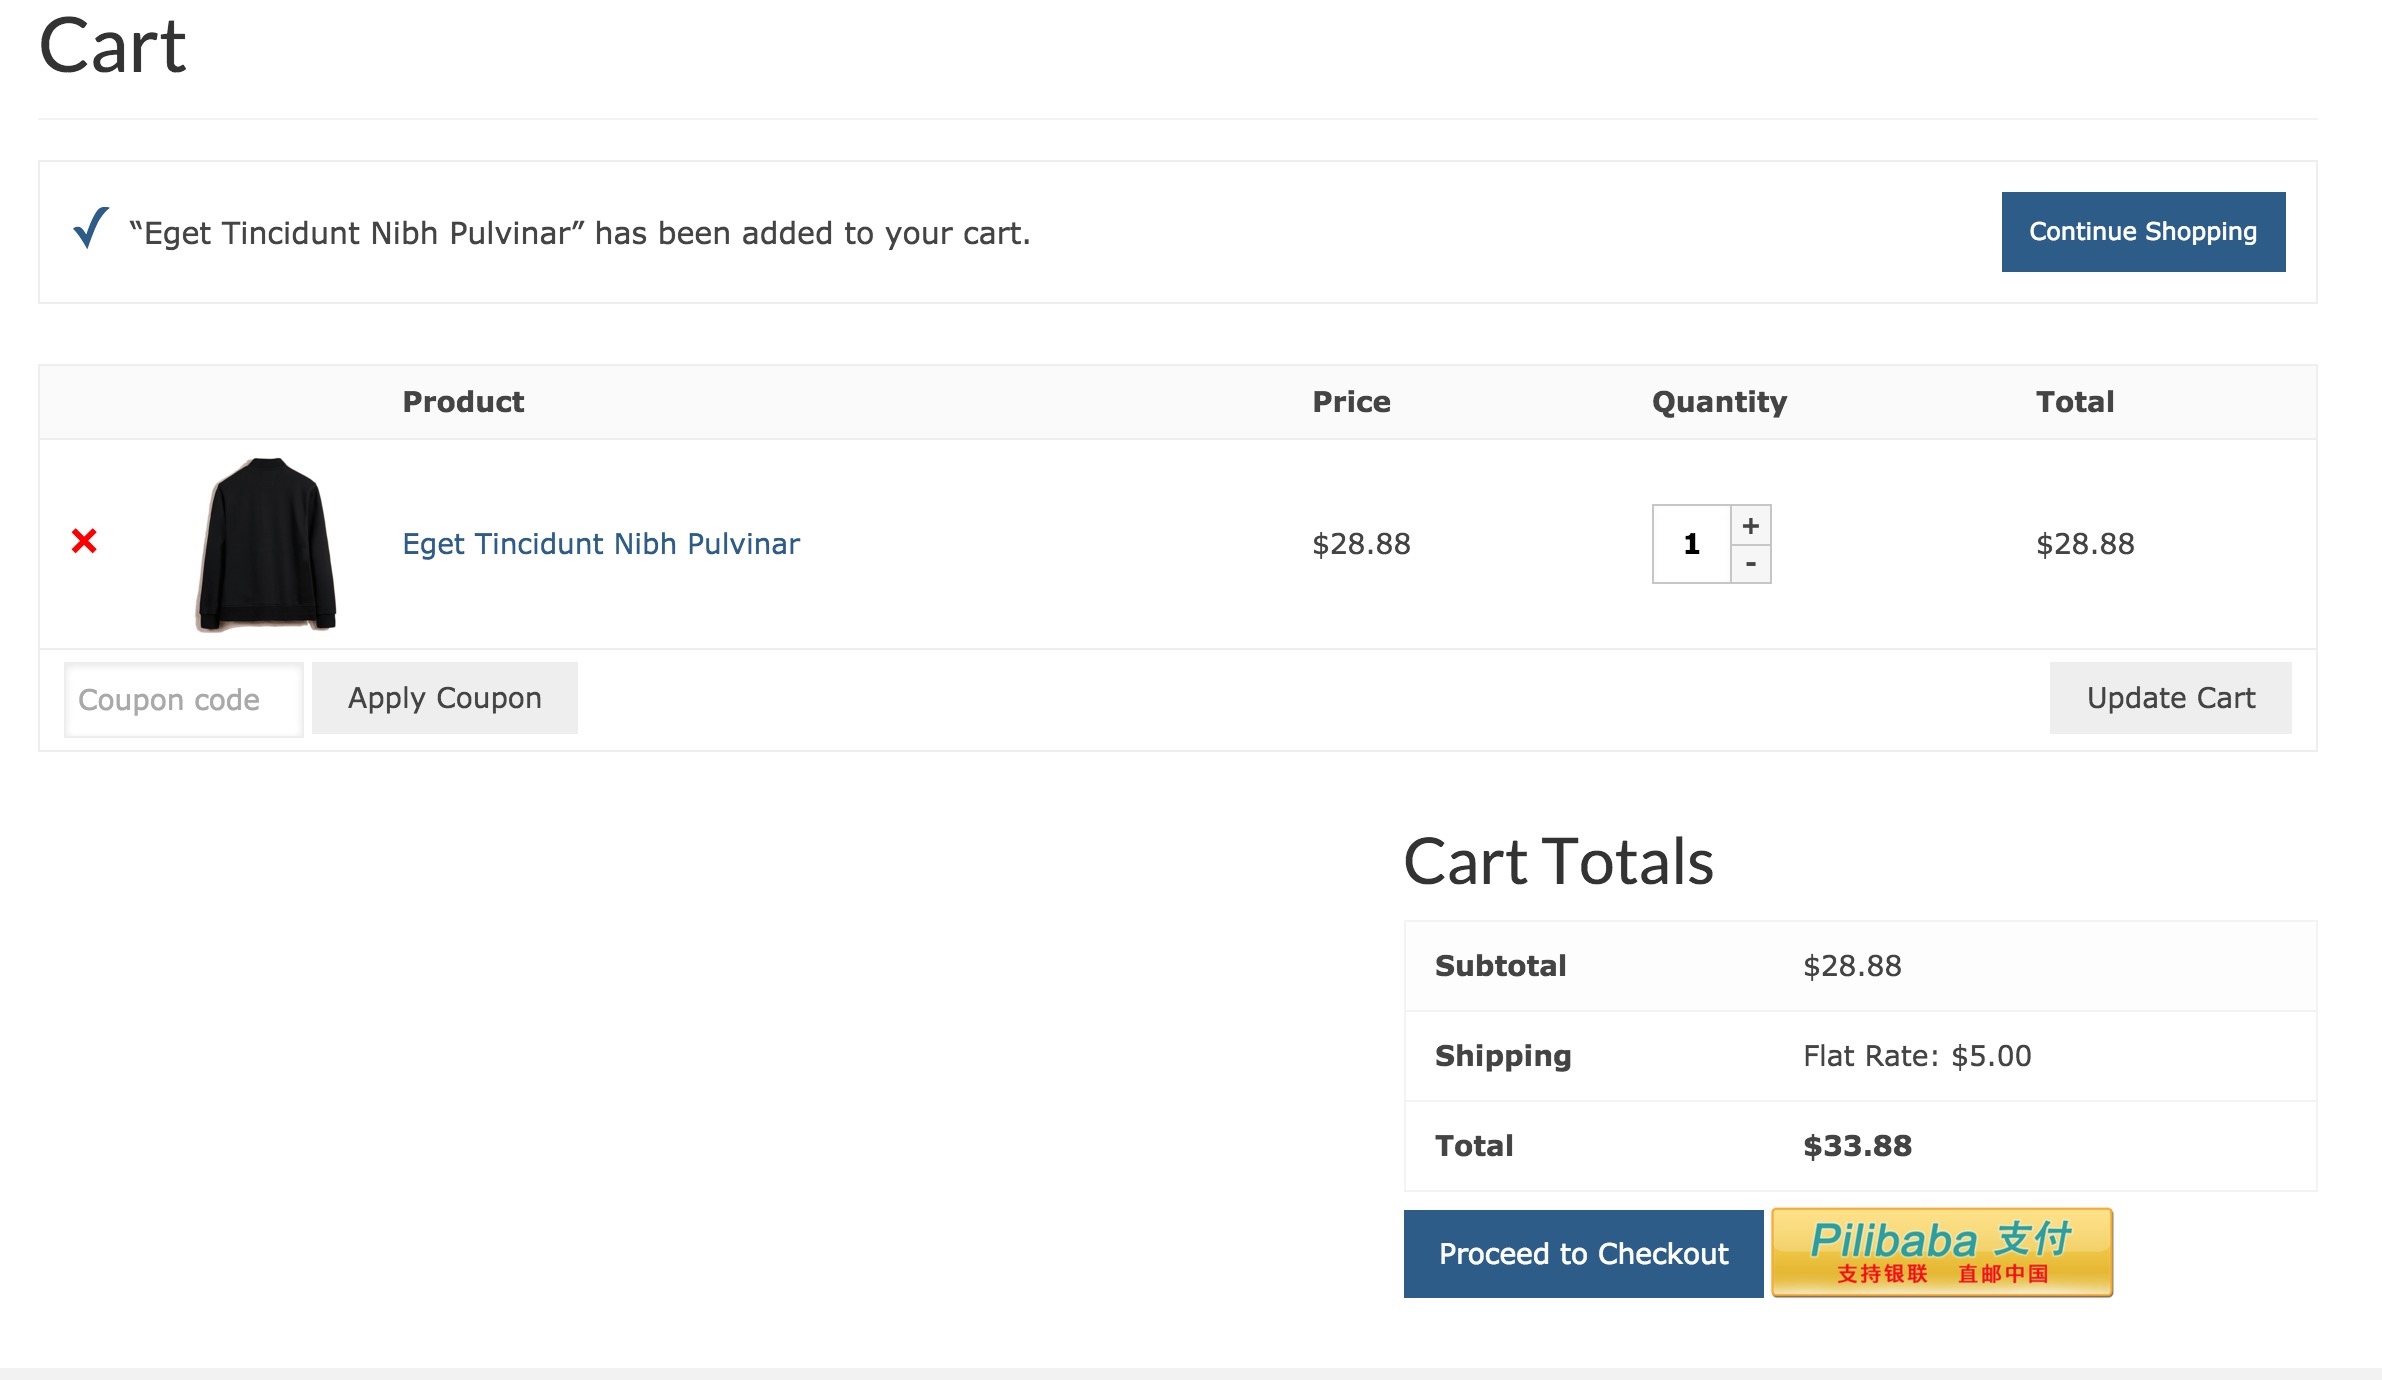 Cart
“Eget Tincidunt Nibh Pulvinar” has been added to your cart.
Continue Shopping
Product Price Quantity Total
Eget Tincidunt Nibh Pulvinar $28.88 1 + - $28.88
Coupon code Apply Coupon Update Cart
Cart Totals
Subtotal $28.88
Shipping Flat Rate: $5.00
Total $33.88
Proceed to Checkout
Pilibaba 支付
支持银联 直邮中国